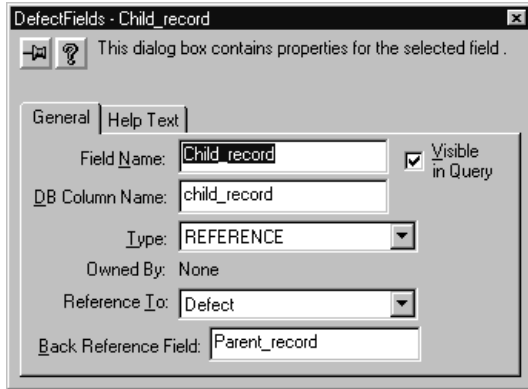 DefectFields - Child_record
This dialog box contains properties for the selected field .
General
Help Text
Field Name: Child_record
Visible
in Query
DB Column Name: child_record
Type: REFERENCE
Owned By: None
Reference To: Defect
Back Reference Field: Parent_record